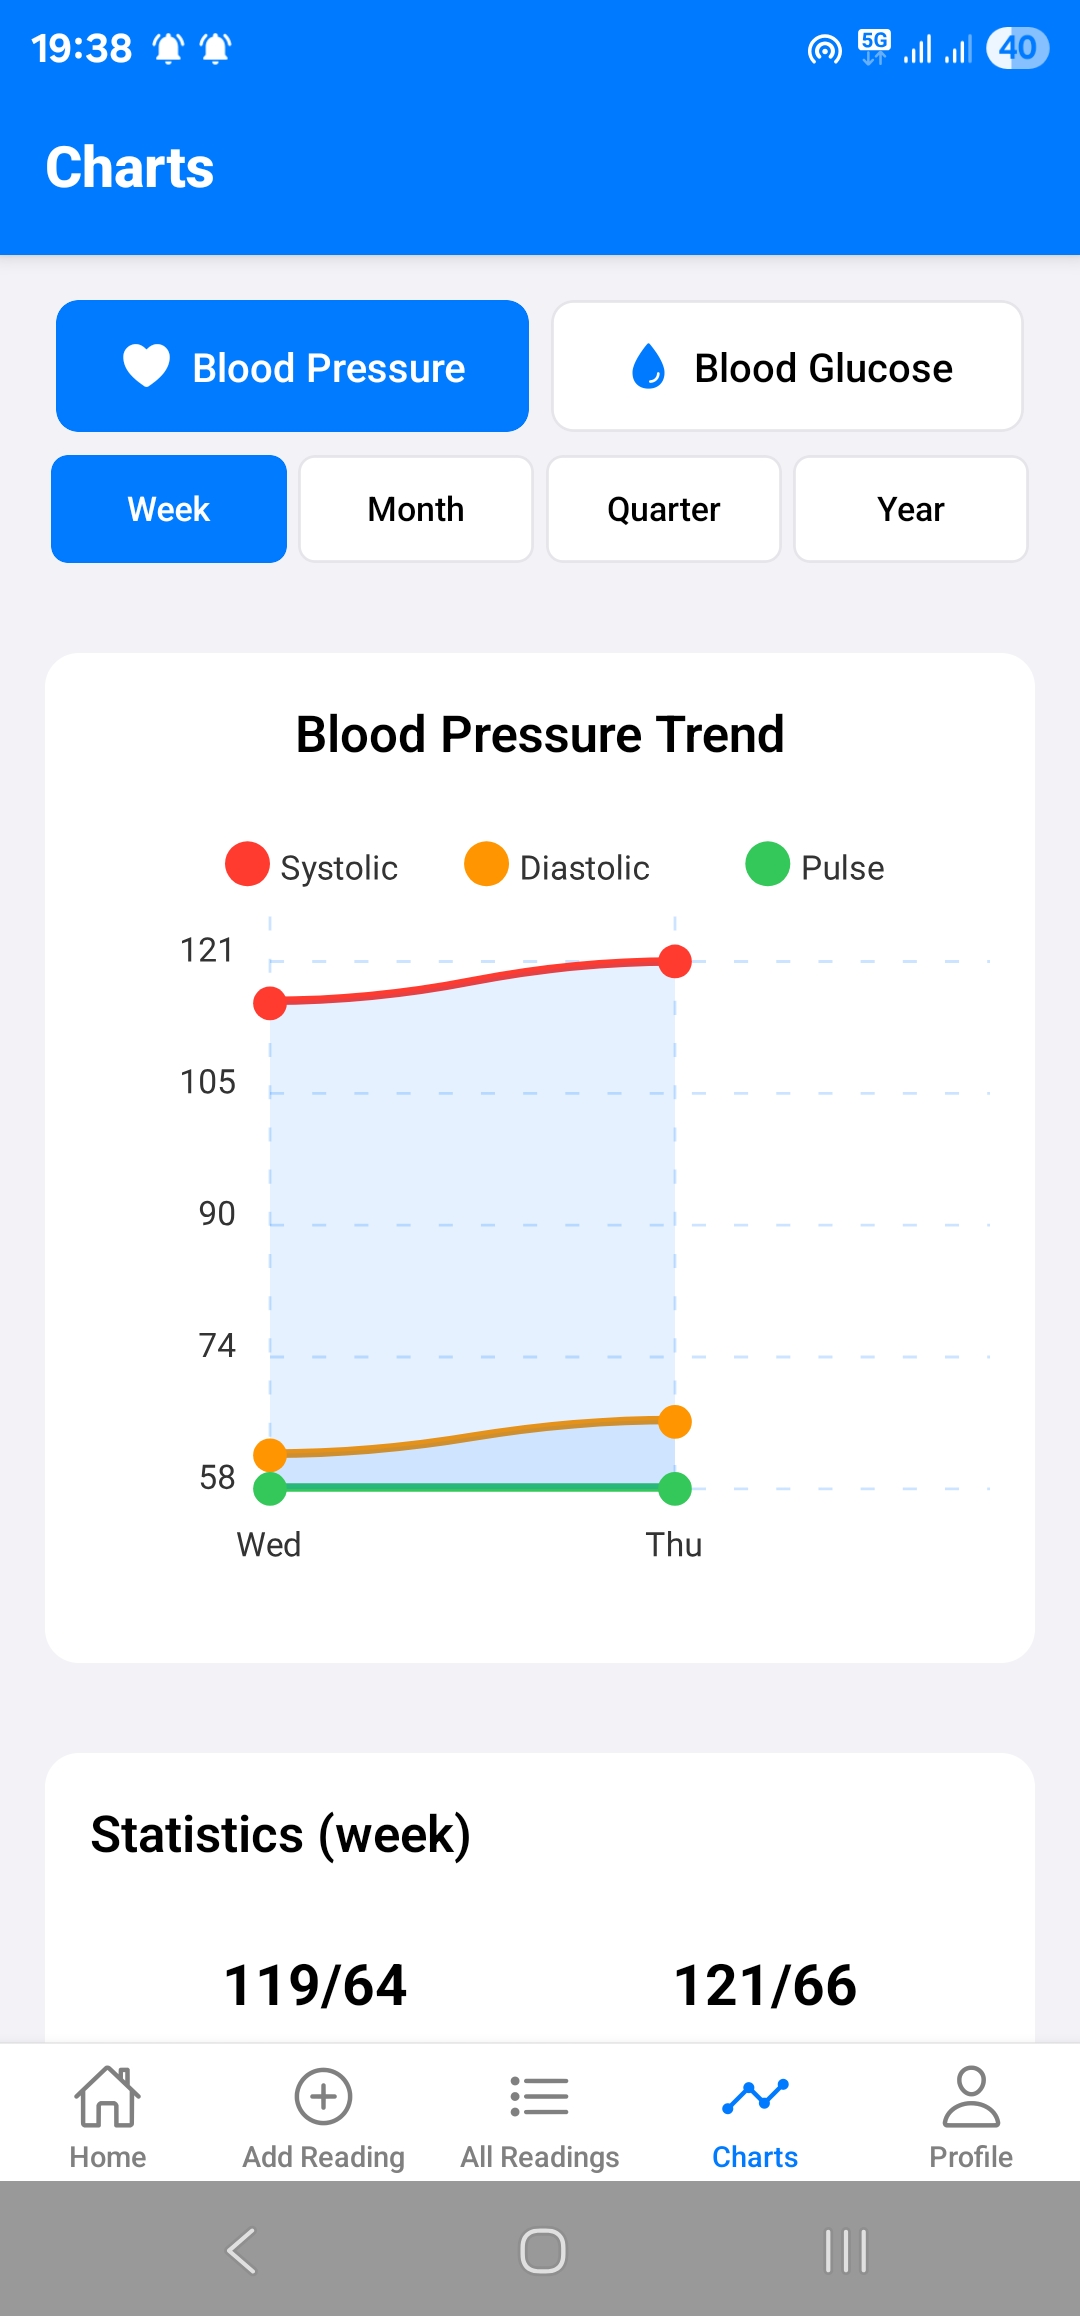 19:38 5G 40
Charts
Blood Pressure Blood Glucose
Week Month Quarter Year
Blood Pressure Trend
Systolic Diastolic Pulse
121
105
90
74
58
Wed Thu
Statistics (week)
119/64 121/66
Home Add Reading All Readings Charts Profile